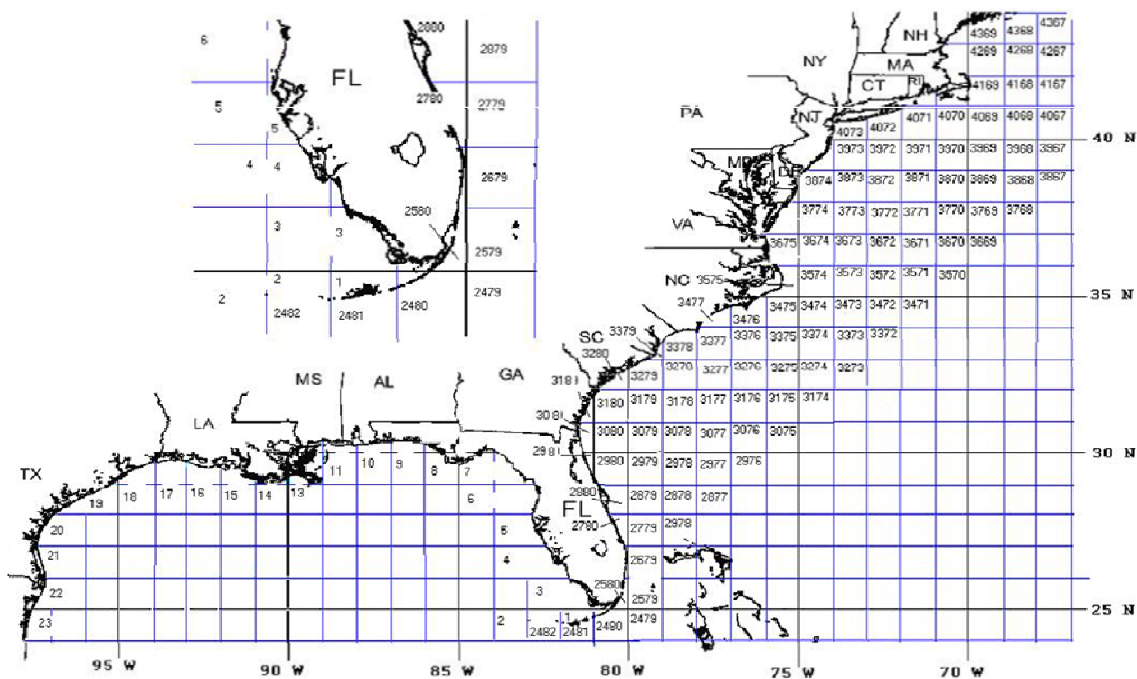 4367
NH 4369 4368
6 2880 4269 4268 4267
2879 NY MA
FL CT RI 4169 4168 4167
2780 2779 PA
5 NJ 4071 4070 4069 4068 4067
5 4073 4072
40 N
3973 3972 3971 3970 3969 3968 3967
4 4 MD DE
2679 3874 3873 3872 3871 3870 3869 3868 3867
2580 3774 3773 3772 3771 3770 3769 3768
3 3 VA
2579 3675 3674 3673 3672 3671 3670 3669
2 1 NC 3575 3574 3573 3572 3571 3570
2 2482 2481 2480 2479
35 N
3477 3475 3474 3473 3472 3471
3476
SC 3379 3378 3377 3376 3375 3374 3373 3372
3280 3279 3278 3277 3276 3275 3274 3273
MS AL GA 3181
3180 3179 3178 3177 3176 3175 3174
LA 3081 3080 3079 3078 3077 3076 3075
2981 2980 2979 2978 2977 2976
30 N
TX 11 10 9 8 7
19 18 17 16 15 14 13 6
2880 2879 2878 2877
FL
20 5 2780 2779 2978
21 4 2679
22 3 2580
2579
25 N
23 2 1
2482 2481 2480 2479
95 W 90 W 85 W 80 W 75 W 70 W